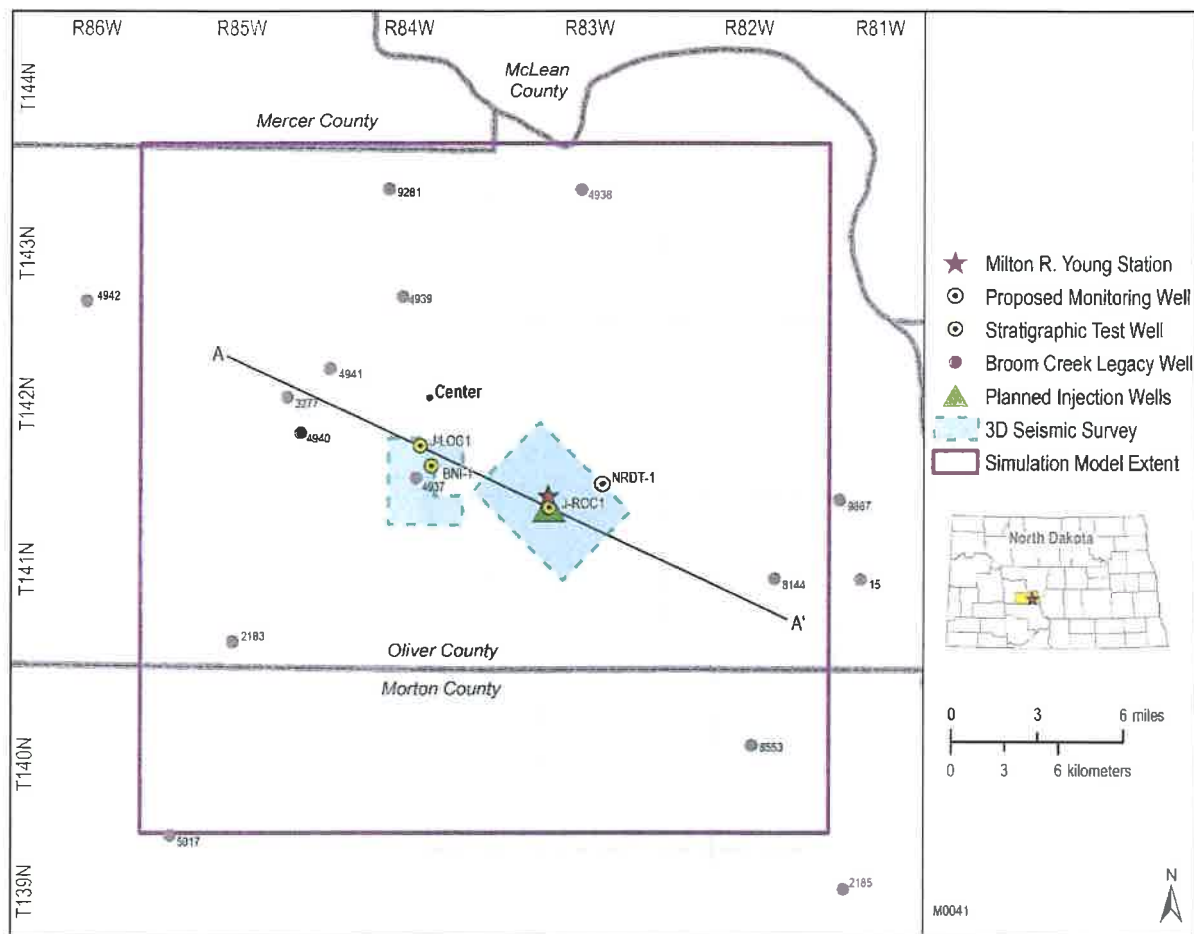 R86W R85W R84W R83W R82W R81W
T144N
McLean
County
Mercer County
9281
4938
T143N
4942
4939
Milton R. Young Station
Proposed Monitoring Well
Stratigraphic Test Well
Broom Creek Legacy Well
Planned Injection Wells
3D Seismic Survey
Simulation Model Extent
A
4941
T142N
Center
3277
4940
J-LOC1
BNI-1
4937
NRDT-1
J-ROC1
North Dakota
T141N
8144
15
A'
2183
Oliver County
Morton County
0 3 6 miles
0 3 6 kilometers
T140N
5017
T139N
2185
M0041
N